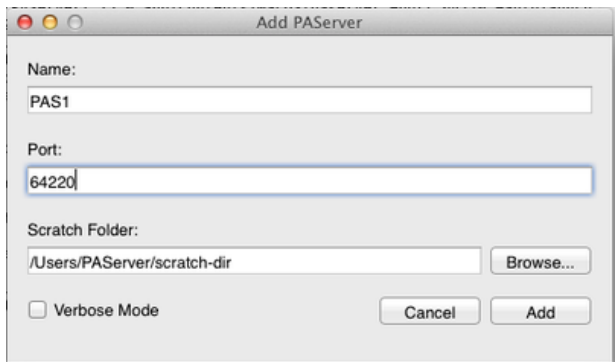 Add PAServer
Name:
PAS1
Port:
64220
Scratch Folder:
/Users/PAServer/scratch-dir
Browse...
Verbose Mode
Cancel
Add